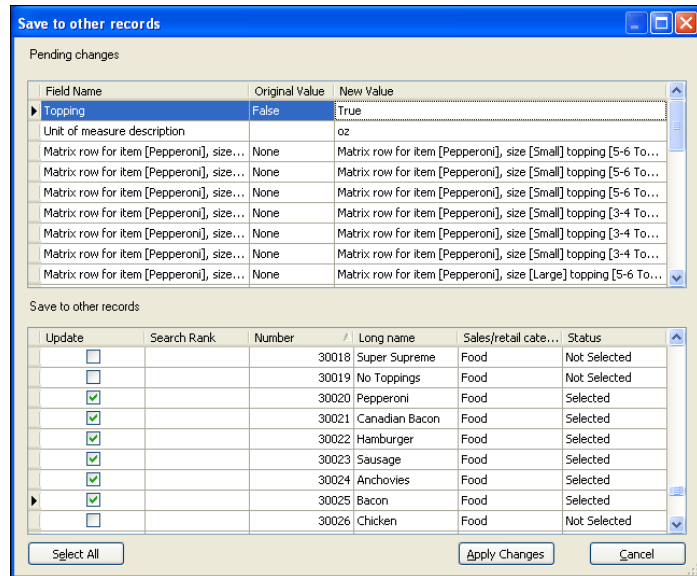 Save to other records
Pending changes
Field Name Original Value New Value
Topping False True
Unit of measure description oz
Matrix row for item [Pepperoni], size... None Matrix row for item [Pepperoni], size [Small] topping [5-6 To...
Matrix row for item [Pepperoni], size... None Matrix row for item [Pepperoni], size [Small] topping [5-6 To...
Matrix row for item [Pepperoni], size... None Matrix row for item [Pepperoni], size [Small] topping [5-6 To...
Matrix row for item [Pepperoni], size... None Matrix row for item [Pepperoni], size [Small] topping [3-4 To...
Matrix row for item [Pepperoni], size... None Matrix row for item [Pepperoni], size [Small] topping [3-4 To...
Matrix row for item [Pepperoni], size... None Matrix row for item [Pepperoni], size [Small] topping [3-4 To...
Matrix row for item [Pepperoni], size... None Matrix row for item [Pepperoni], size [Large] topping [5-6 To...
Save to other records
Update Search Rank Number Long name Sales/retail cate... Status
30018 Super Supreme Food Not Selected
30019 No Toppings Food Not Selected
30020 Pepperoni Food Selected
30021 Canadian Bacon Food Selected
30022 Hamburger Food Selected
30023 Sausage Food Selected
30024 Anchovies Food Selected
30025 Bacon Food Selected
30026 Chicken Food Not Selected
Select All Apply Changes Cancel